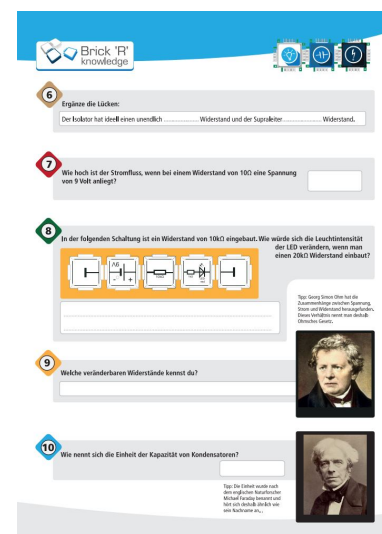 Brick 'R'
knowledge
6
Ergänze die Lücken:
Der Isolator hat ideell einen unendlich .................. Widerstand und der Supraleiter .................. Widerstand.
7
Wie hoch ist der Stromfluss, wenn bei einem Widerstand von 10Ω eine Spannung
von 9 Volt anliegt?
8
In der folgenden Schaltung ist ein Widerstand von 10kΩ eingebaut. Wie würde sich die Leuchtintensität
der LED verändern, wenn man
einen 20kΩ Widerstand einbaut?
9V
- +
Tipp: Georg Simon Ohm hat die
Zusammenhänge zwischen Spannung,
Strom und Widerstand herausgefunden.
Dieses Verhältnis nennt man deshalb
Ohmsches Gesetz.
9
Welche veränderbaren Widerstände kennst du?
10
Wie nennt sich die Einheit der Kapazität von Kondensatoren?
Tipp: Die Einheit wurde nach
dem englischen Naturforscher
Michael Faraday benannt und
hört sich deshalb ähnlich wie
sein Nachname an.